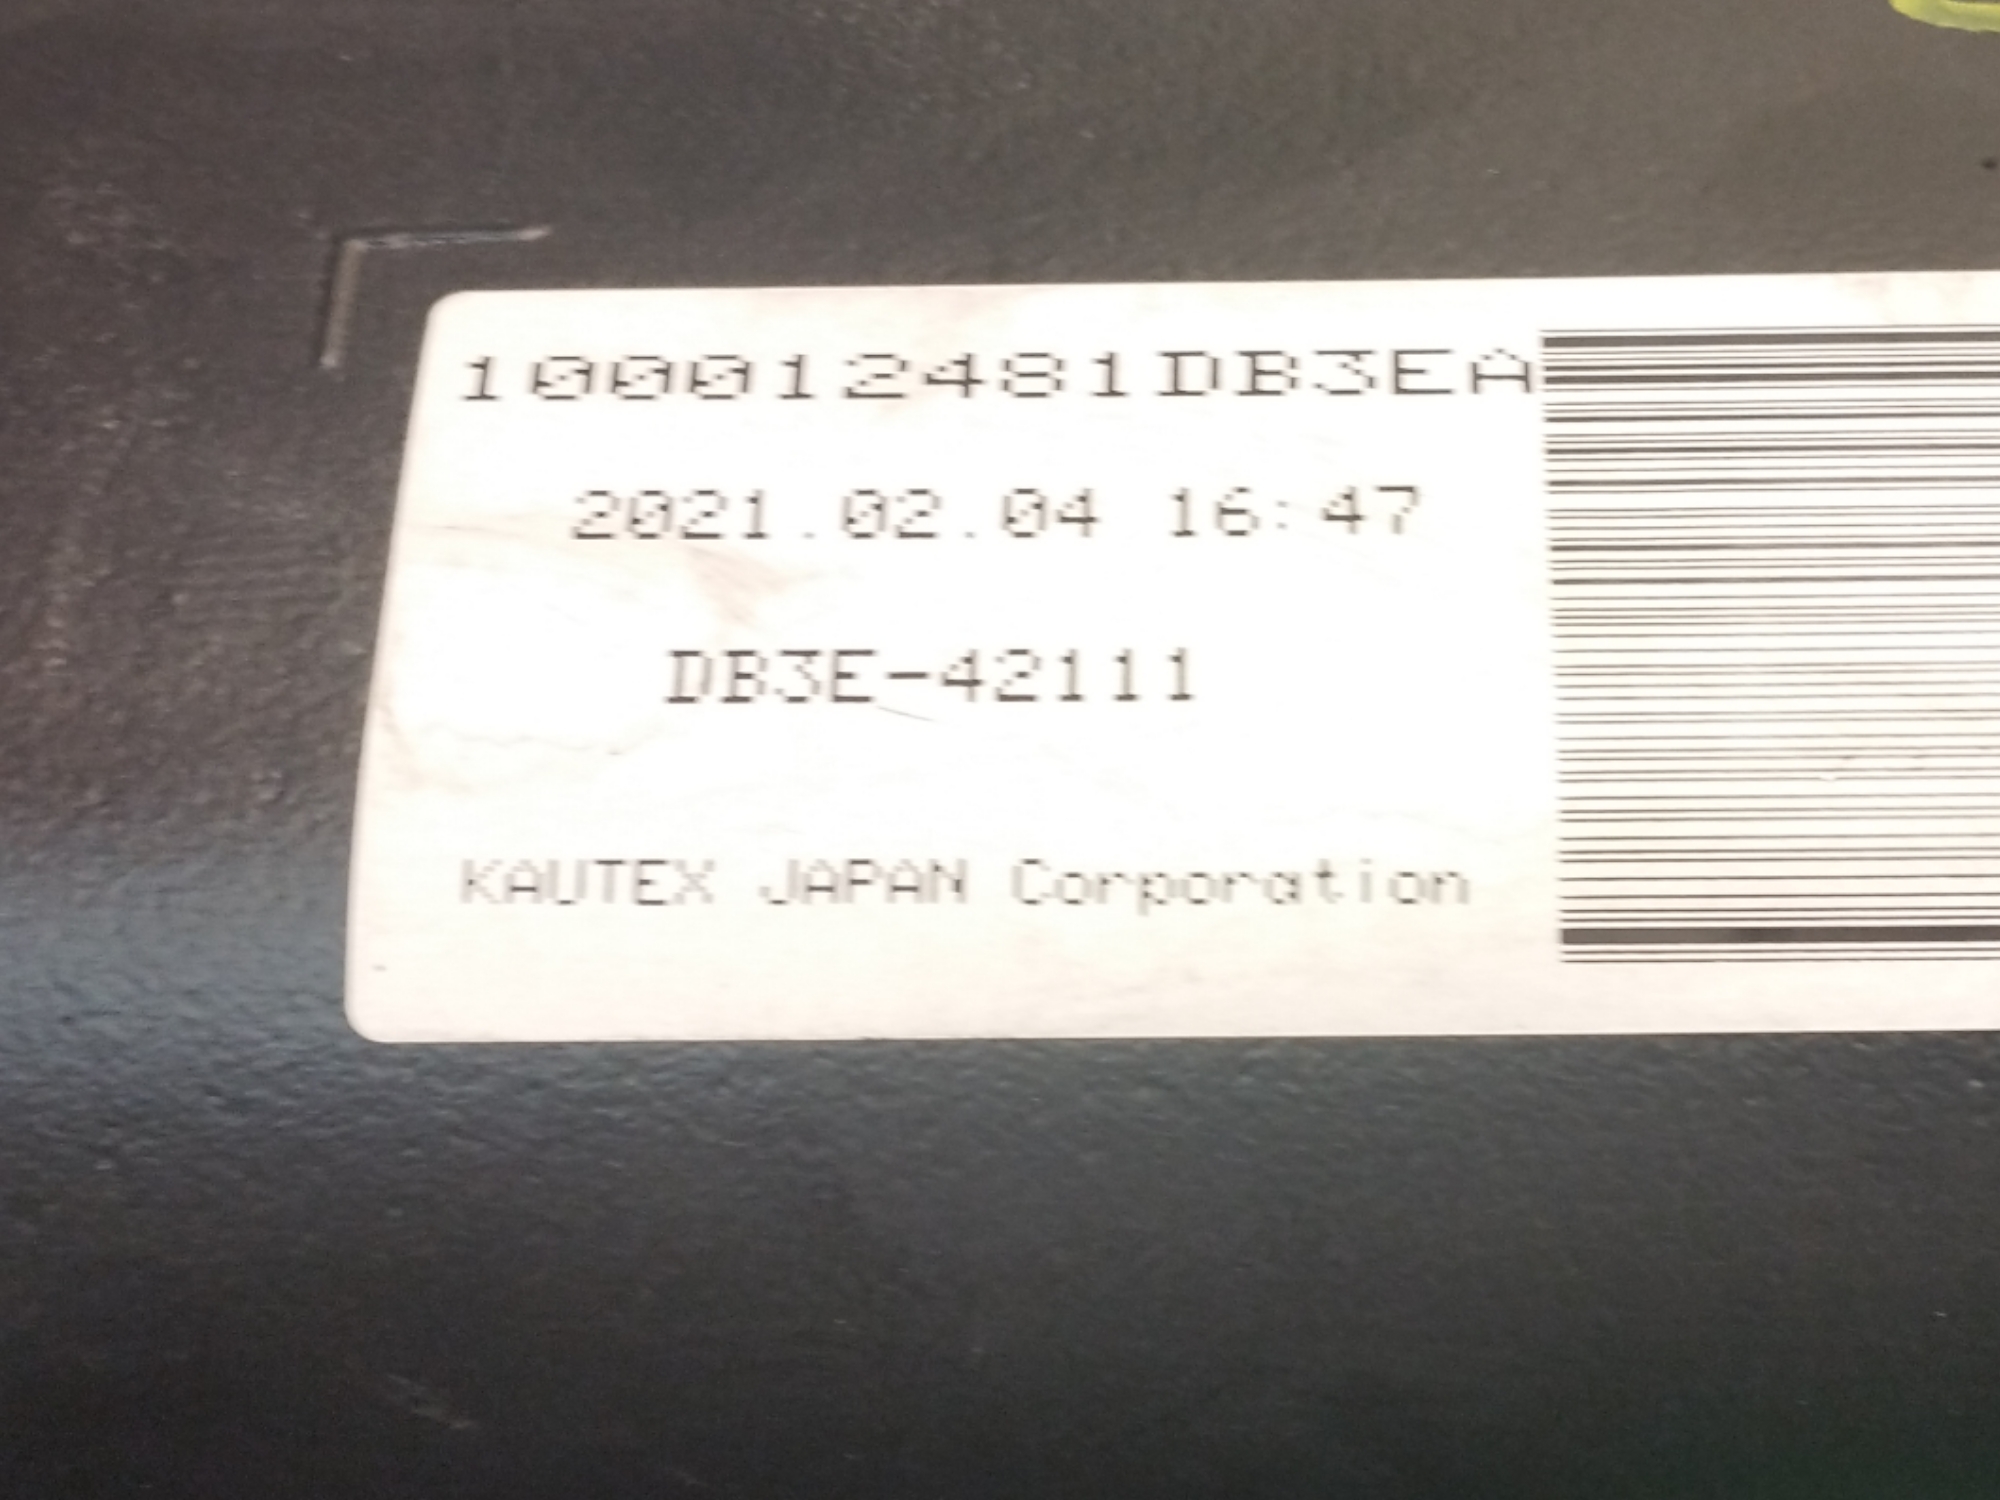 100012481DB3EA
2021.02.04 16:47
DB3E-42111
KAUTEX JAPAN Corporation